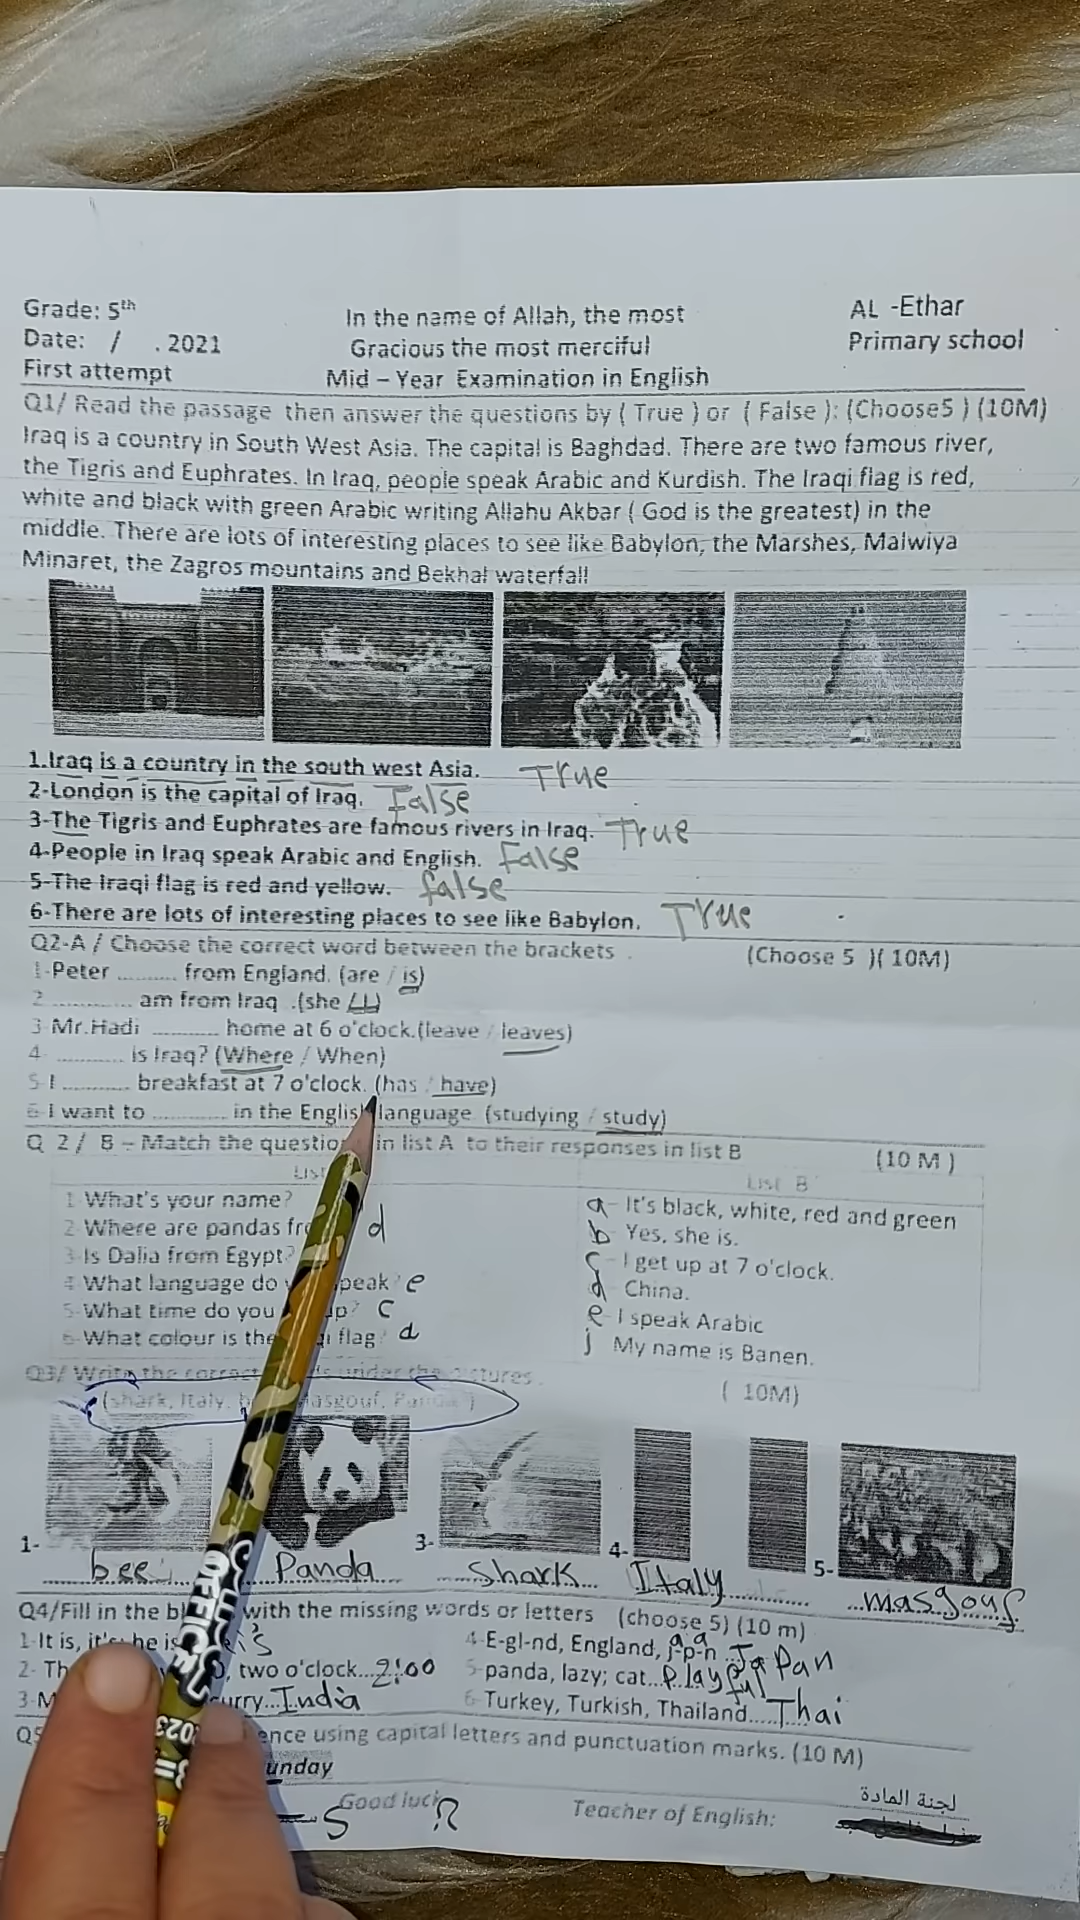 Grade: 5th
Date: / . 2021
First attempt
In the name of Allah, the most
Gracious the most merciful
Mid – Year Examination in English
AL -Ethar
Primary school
Q1/ Read the passage then answer the questions by ( True ) or ( False ): (Choose5 ) (10M)
Iraq is a country in South West Asia. The capital is Baghdad. There are two famous river,
the Tigris and Euphrates. In Iraq, people speak Arabic and Kurdish. The Iraqi flag is red,
white and black with green Arabic writing Allahu Akbar ( God is the greatest) in the
middle. There are lots of interesting places to see like Babylon, the Marshes, Malwiya
Minaret, the Zagros mountains and Bekhal waterfall
1.Iraq is a country in the south west Asia. True
2-London is the capital of Iraq. False
3-The Tigris and Euphrates are famous rivers in Iraq. True
4-People in Iraq speak Arabic and English. False
5-The Iraqi flag is red and yellow. false
6-There are lots of interesting places to see like Babylon. True
Q2-A / Choose the correct word between the brackets . (Choose 5 )( 10M)
1-Peter .......... from England. (are / is)
2 ............ am from Iraq .(she / I)
3 Mr.Hadi .......... home at 6 o'clock.(leave / leaves)
4- .......... is Iraq? (Where / When)
5 I .......... breakfast at 7 o'clock. (has / have)
6 I want to ............ in the English language (studying / study)
Q 2 / B – Match the question in list A to their responses in list B (10 M )
List
List B
1 What's your name?
2 Where are pandas d
3 Is Dalia from Egypt?
4 What language do peak ? e
5 What time do you p? c
6 What colour is the flag? d
a- It's black, white, red and green
b Yes, she is.
c I get up at 7 o'clock.
d China.
e I speak Arabic
j My name is Banen.
Q3/ Write the correct under the pictures . ( 10M)
(shark, Italy, masgouf, Panda )
1- bee
Panda
3- shark
4- Italy
5- masgouf
Q4/Fill in the with the missing words or letters (choose 5) (10 m)
1-It is, it's; he is
2- , two o'clock...2:00
3- curry...India
4-E-gl-nd, England, j-p-n ...Japan
5-panda, lazy; cat...playful
6-Turkey, Turkish, Thailand.....Thai
ence using capital letters and punctuation marks. (10 M)
unday
S ?
Good luck
Teacher of English:
لجنة المادة